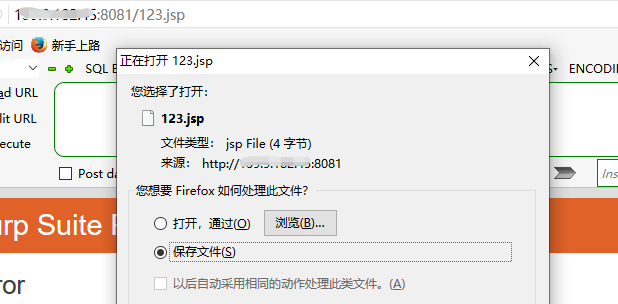 :8081/123.jsp
访问 新手上路
SQL
ENCODIN
ad URL
lit URL
ecute
Post da
Ins
urp Suite P
ror
正在打开 123.jsp
您选择了打开:
123.jsp
文件类型: jsp File (4 字节)
来源: http:// :8081
您想要 Firefox 如何处理此文件?
打开，通过(O) 浏览(B)...
保存文件(S)
以后自动采用相同的动作处理此类文件。(A)